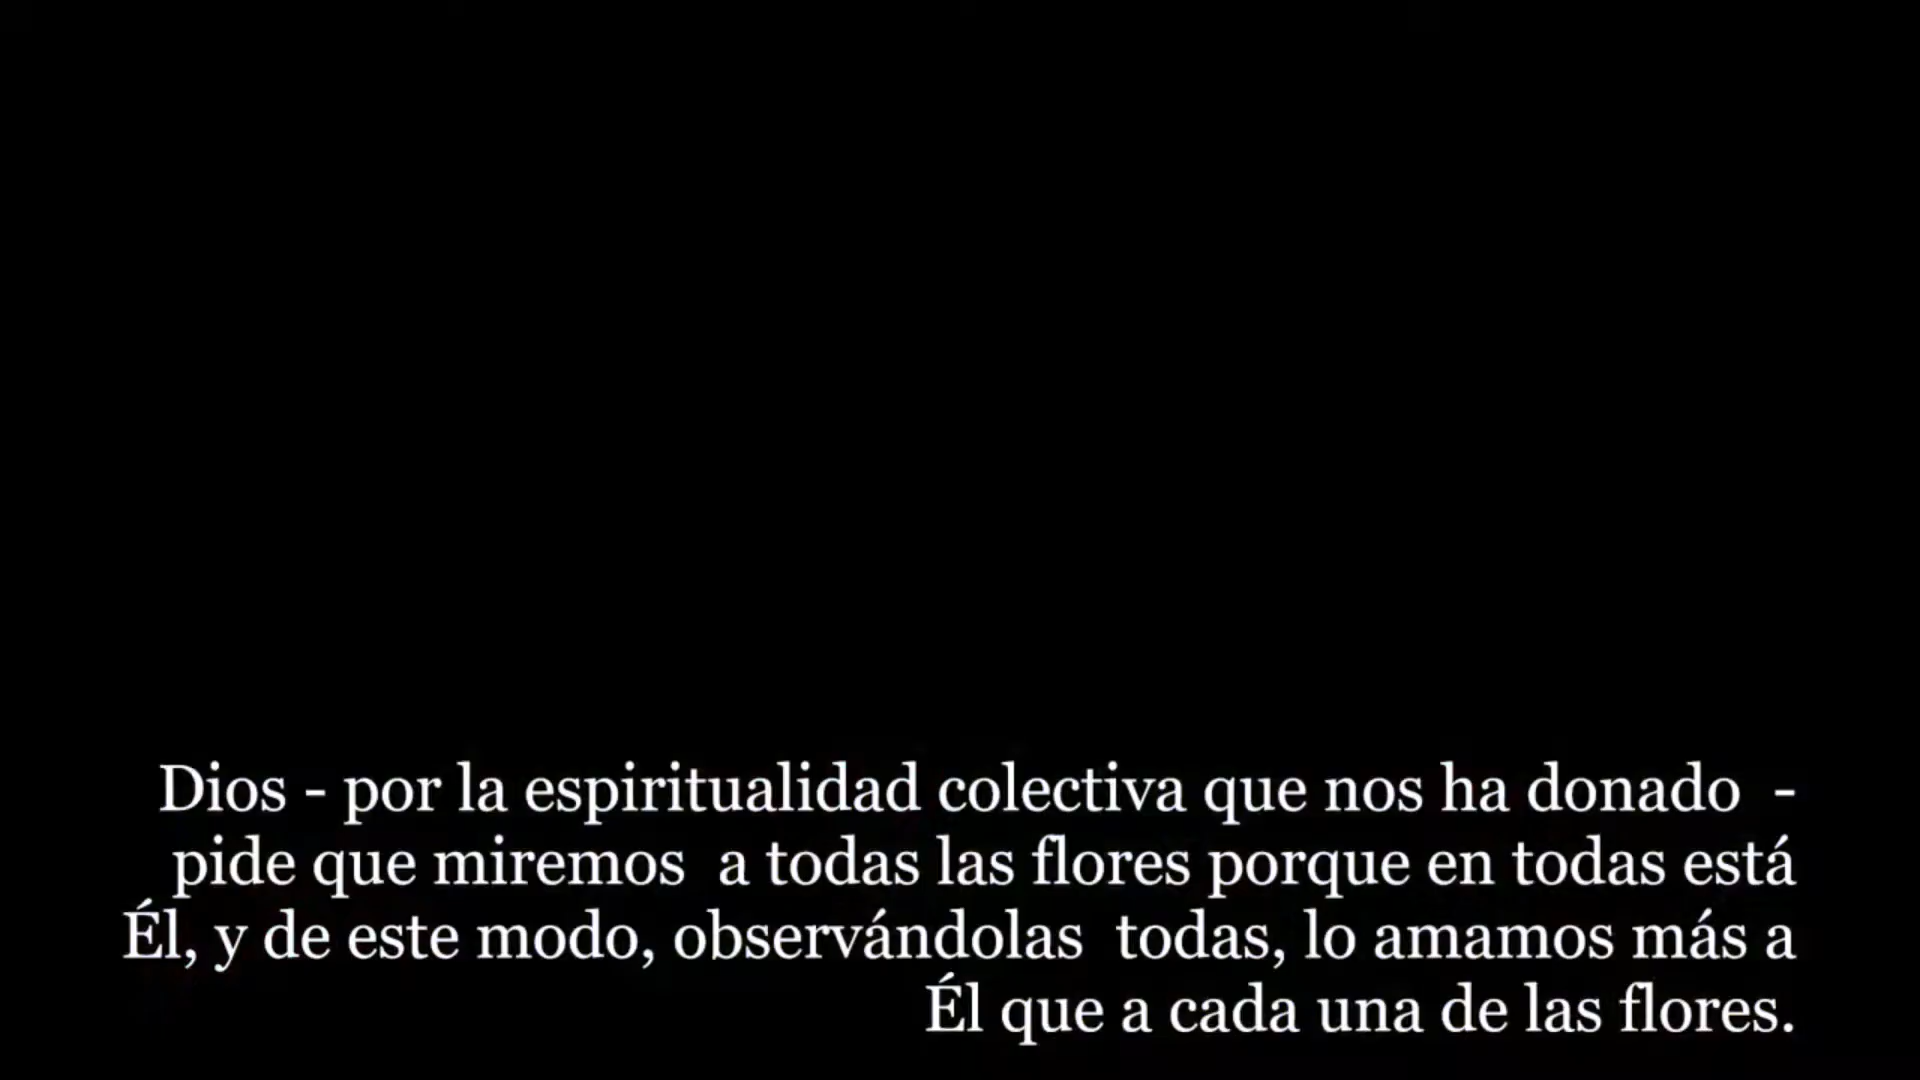 Dios - por la espiritualidad colectiva que nos ha donado  -
pide que miremos  a todas las flores porque en todas está
Él, y de este modo, observándolas  todas, lo amamos más a
Él que a cada una de las flores.